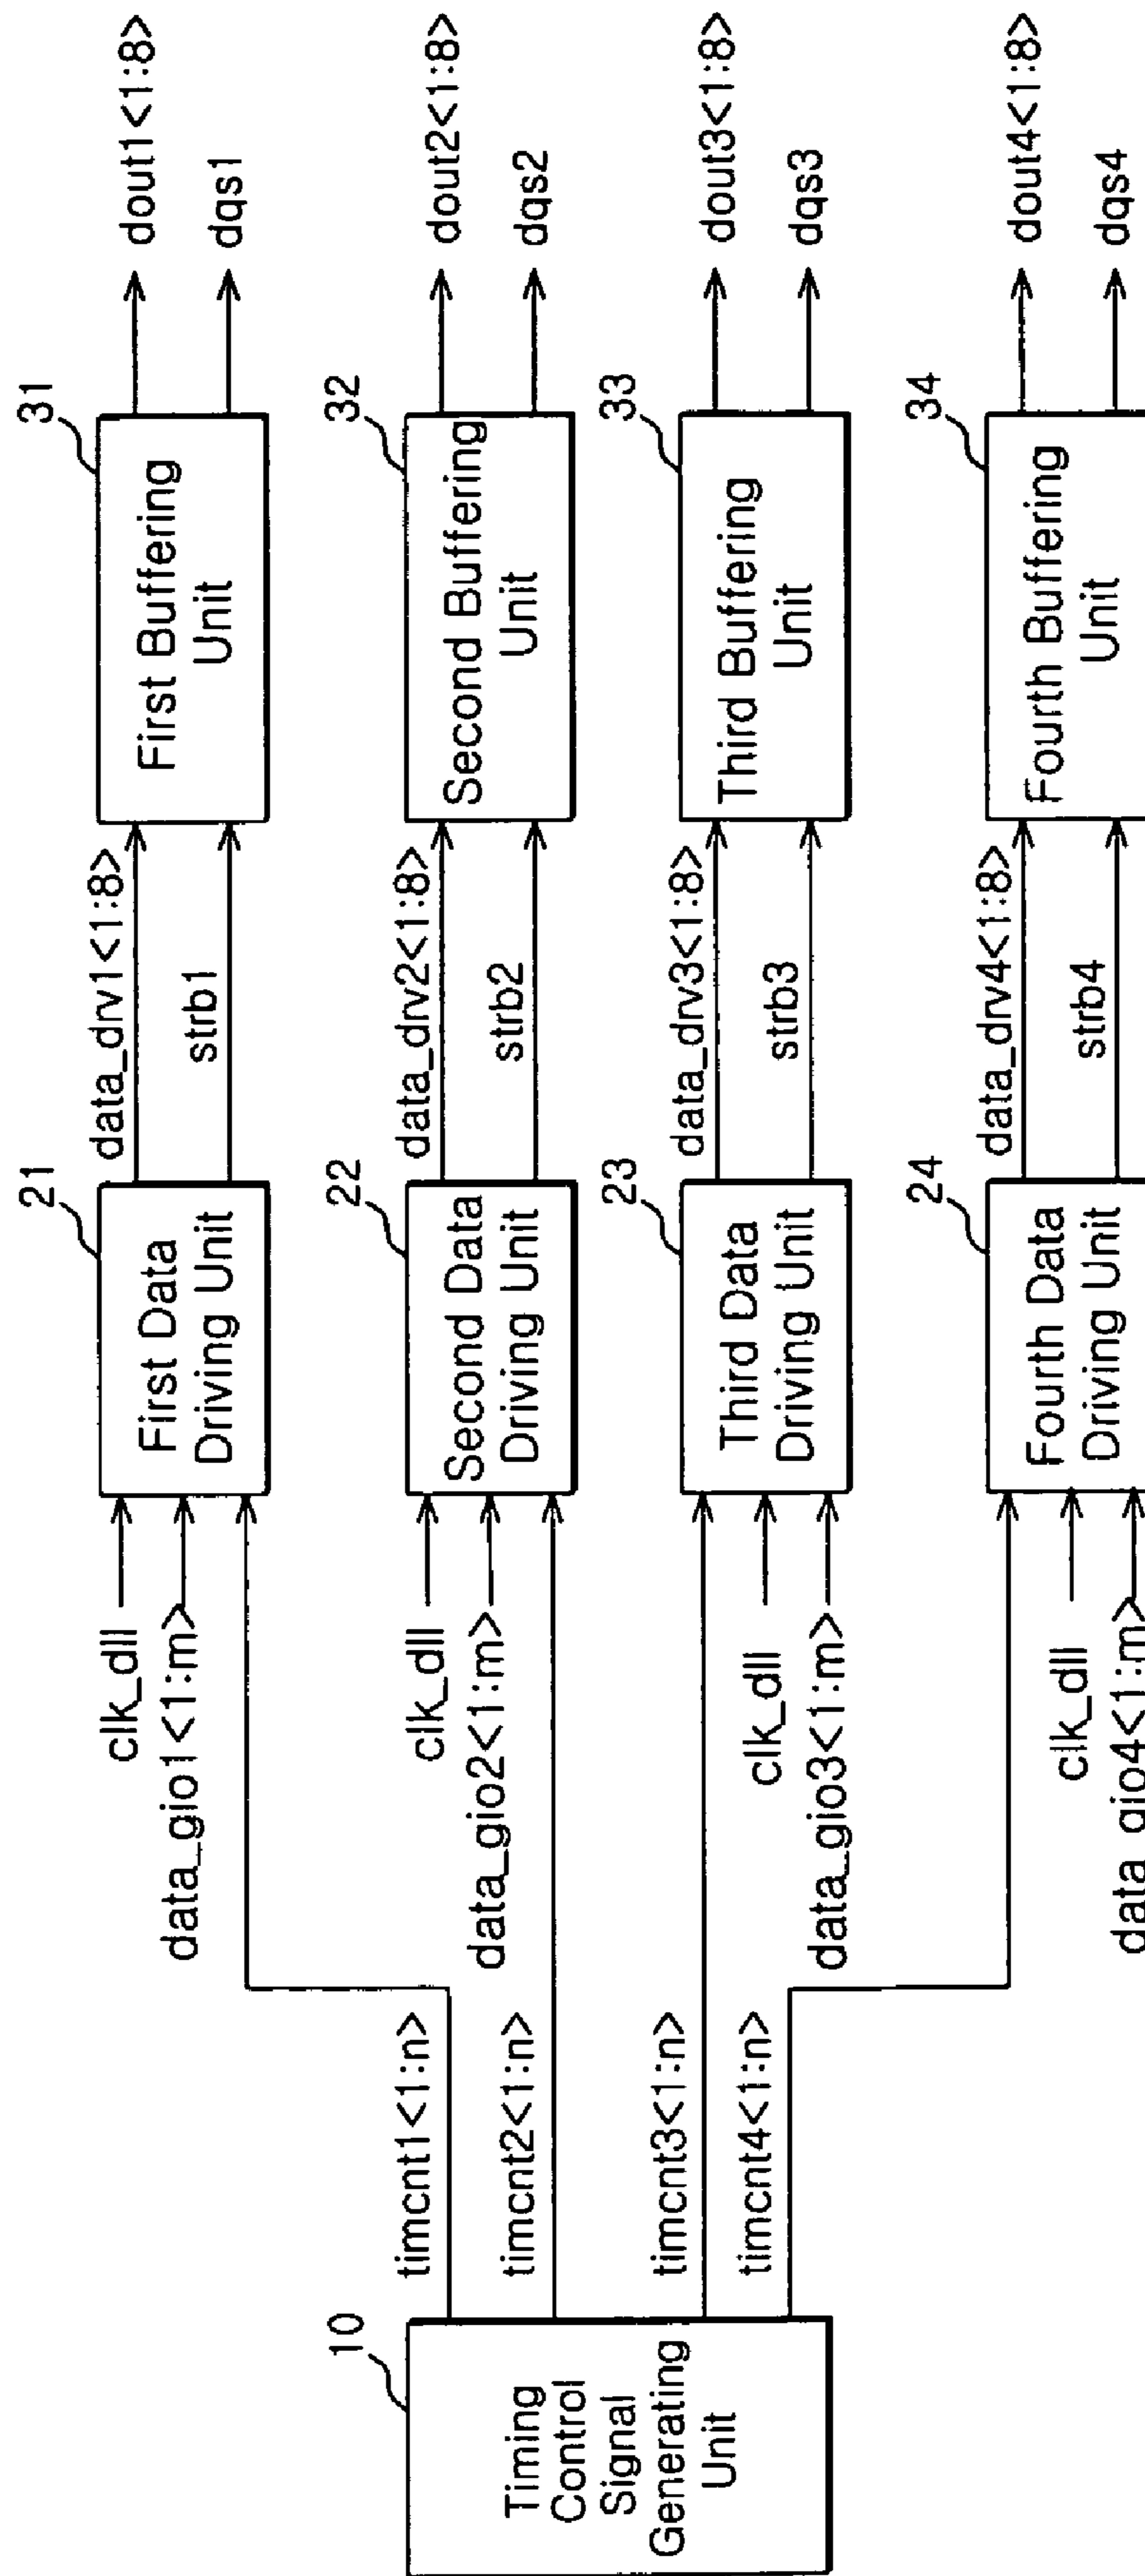 10
Timing
Control
Signal
Generating
Unit
timcnt1<1:n>
timcnt2<1:n>
timcnt3<1:n>
timcnt4<1:n>
clk_dll
data_gio1<1:m>
21
First Data
Driving Unit
data_drv1<1:8>
strb1
31
First Buffering
Unit
dout1<1:8>
dqs1
clk_dll
data_gio2<1:m>
22
Second Data
Driving Unit
data_drv2<1:8>
strb2
32
Second Buffering
Unit
dout2<1:8>
dqs2
clk_dll
data_gio3<1:m>
23
Third Data
Driving Unit
data_drv3<1:8>
strb3
33
Third Buffering
Unit
dout3<1:8>
dqs3
clk_dll
data_gio4<1:m>
24
Fourth Data
Driving Unit
data_drv4<1:8>
strb4
34
Fourth Buffering
Unit
dout4<1:8>
dqs4